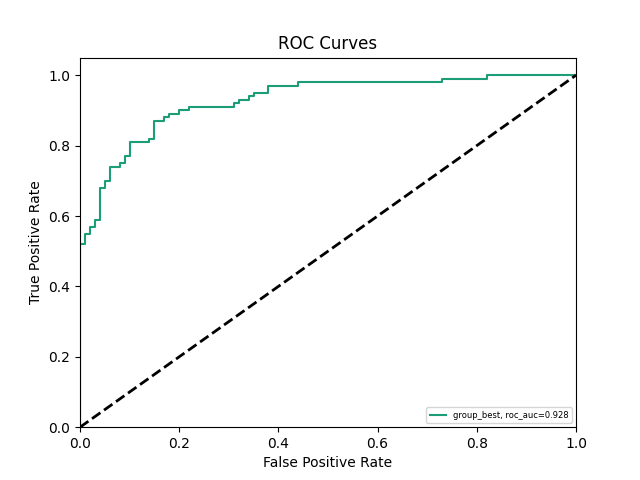 ROC Curves
True Positive Rate
1.0
0.8
0.6
0.4
0.2
0.0
0.0 0.2 0.4 0.6 0.8 1.0
False Positive Rate
group_best, roc_auc=0.928